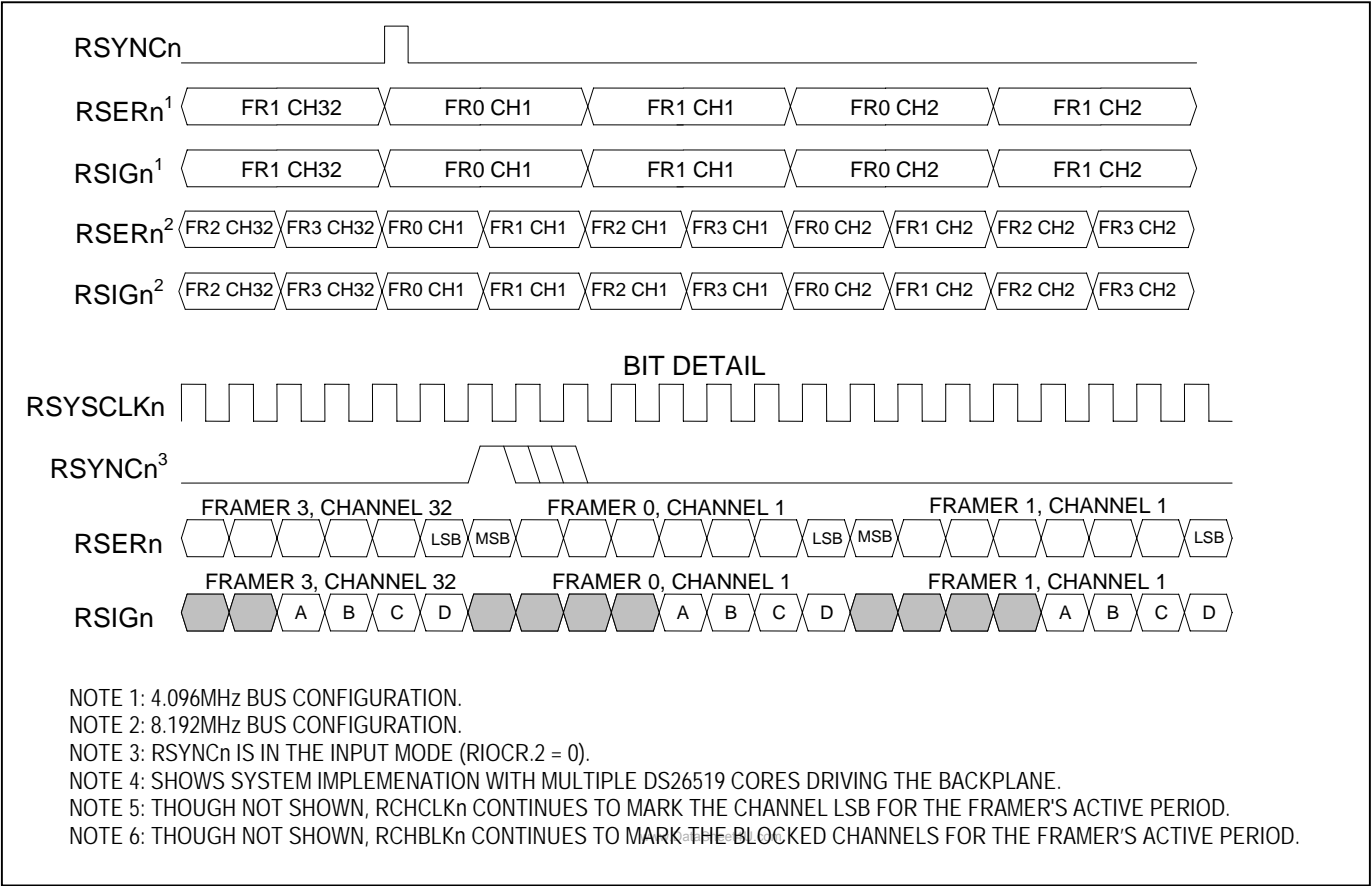 RSYNCn
RSERn¹ FR1 CH32 FR0 CH1 FR1 CH1 FR0 CH2 FR1 CH2
RSIGn¹ FR1 CH32 FR0 CH1 FR1 CH1 FR0 CH2 FR1 CH2
RSERn² FR2 CH32 FR3 CH32 FR0 CH1 FR1 CH1 FR2 CH1 FR3 CH1 FR0 CH2 FR1 CH2 FR2 CH2 FR3 CH2
RSIGn² FR2 CH32 FR3 CH32 FR0 CH1 FR1 CH1 FR2 CH1 FR3 CH1 FR0 CH2 FR1 CH2 FR2 CH2 FR3 CH2
BIT DETAIL
RSYSCLKn
RSYNCn³
FRAMER 3, CHANNEL 32 FRAMER 0, CHANNEL 1 FRAMER 1, CHANNEL 1
RSERn LSB MSB LSB MSB LSB
FRAMER 3, CHANNEL 32 FRAMER 0, CHANNEL 1 FRAMER 1, CHANNEL 1
RSIGn A B C D A B C D A B C D
NOTE 1: 4.096MHz BUS CONFIGURATION.
NOTE 2: 8.192MHz BUS CONFIGURATION.
NOTE 3: RSYNCn IS IN THE INPUT MODE (RIOCR.2 = 0).
NOTE 4: SHOWS SYSTEM IMPLEMENATION WITH MULTIPLE DS26519 CORES DRIVING THE BACKPLANE.
NOTE 5: THOUGH NOT SHOWN, RCHCLKn CONTINUES TO MARK THE CHANNEL LSB FOR THE FRAMER'S ACTIVE PERIOD.
NOTE 6: THOUGH NOT SHOWN, RCHBLKn CONTINUES TO MARK THE BLOCKED CHANNELS FOR THE FRAMER'S ACTIVE PERIOD.